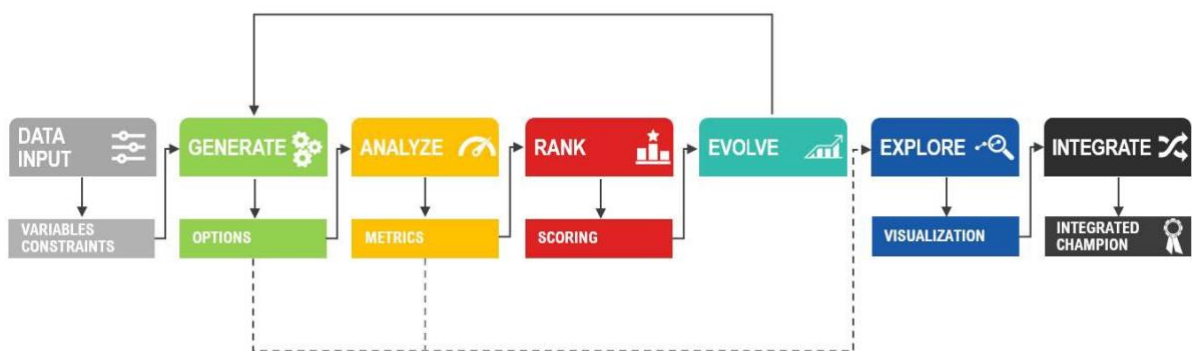 DATA
INPUT
GENERATE
ANALYZE
RANK
EVOLVE
EXPLORE
INTEGRATE
VARIABLES
CONSTRAINTS
OPTIONS
METRICS
SCORING
VISUALIZATION
INTEGRATED
CHAMPION